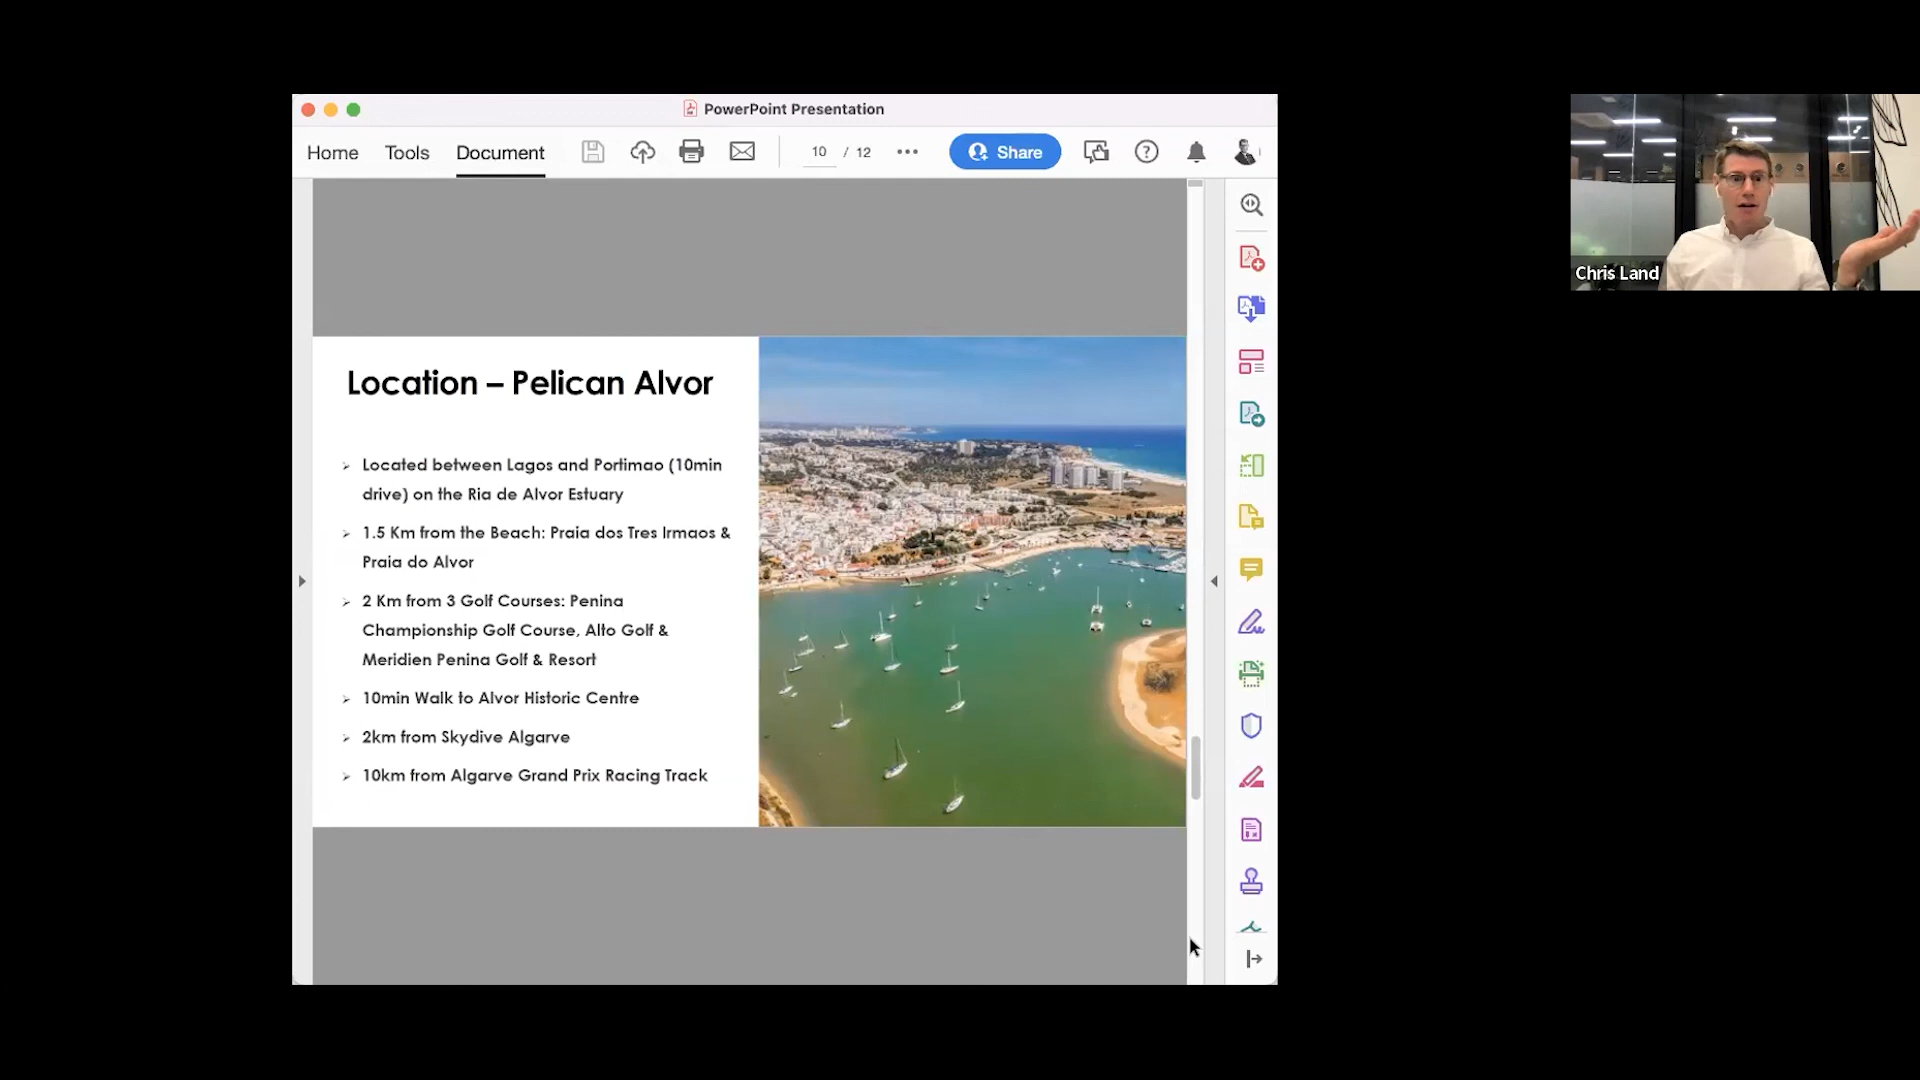 PowerPoint Presentation
Home Tools Document 10 / 12 Share
Location – Pelican Alvor
Located between Lagos and Portimao (10min
drive) on the Ria de Alvor Estuary
1.5 Km from the Beach: Praia dos Tres Irmaos &
Praia do Alvor
2 Km from 3 Golf Courses: Penina
Championship Golf Course, Alto Golf &
Meridien Penina Golf & Resort
10min Walk to Alvor Historic Centre
2km from Skydive Algarve
10km from Algarve Grand Prix Racing Track
Chris Land